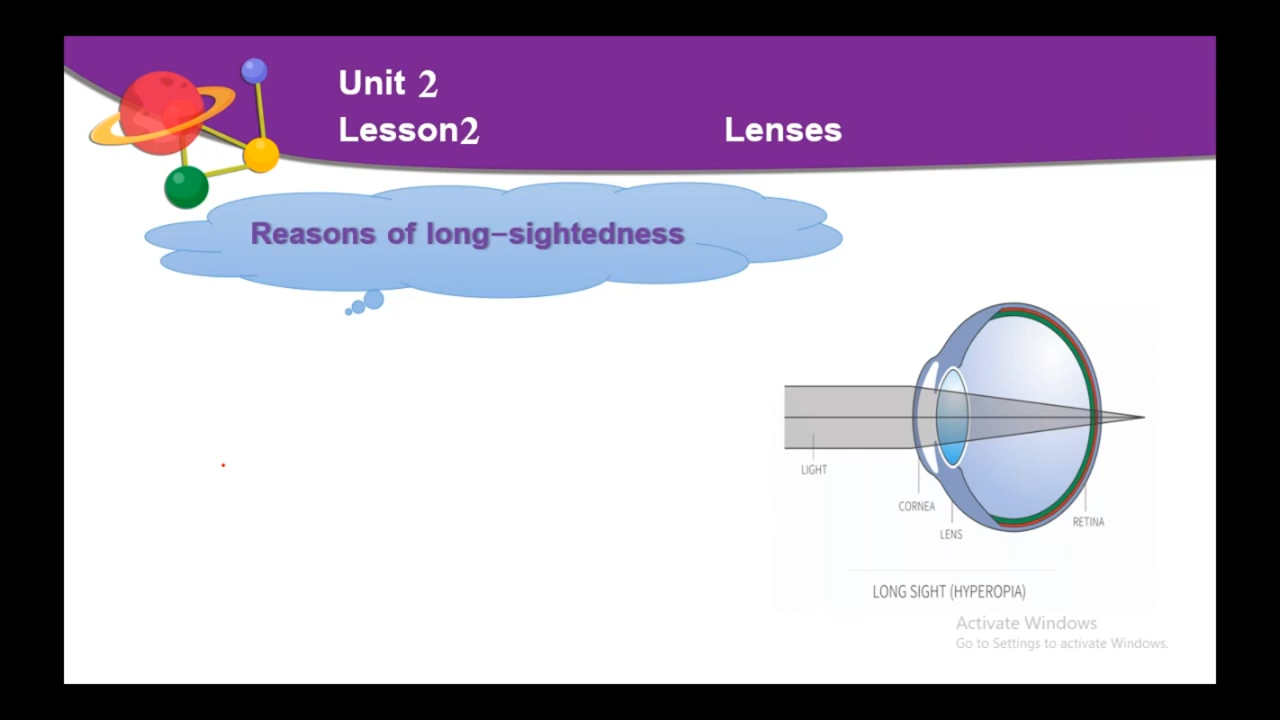 Unit 2
Lesson2 Lenses
Reasons of long-sightedness
LIGHT
CORNEA
LENS
RETINA
LONG SIGHT (HYPEROPIA)
Activate Windows
Go to Settings to activate Windows.